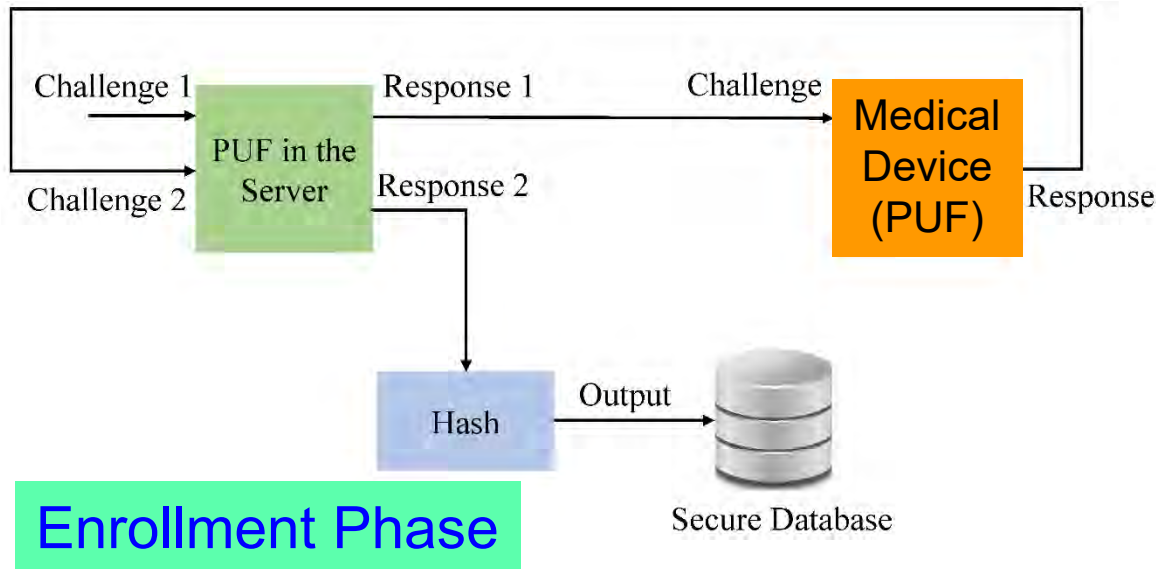 Challenge 1
Response 1
Challenge
Medical
Device
(PUF)
PUF in the
Server
Challenge 2
Response 2
Response
Hash
Output
Secure Database
Enrollment Phase